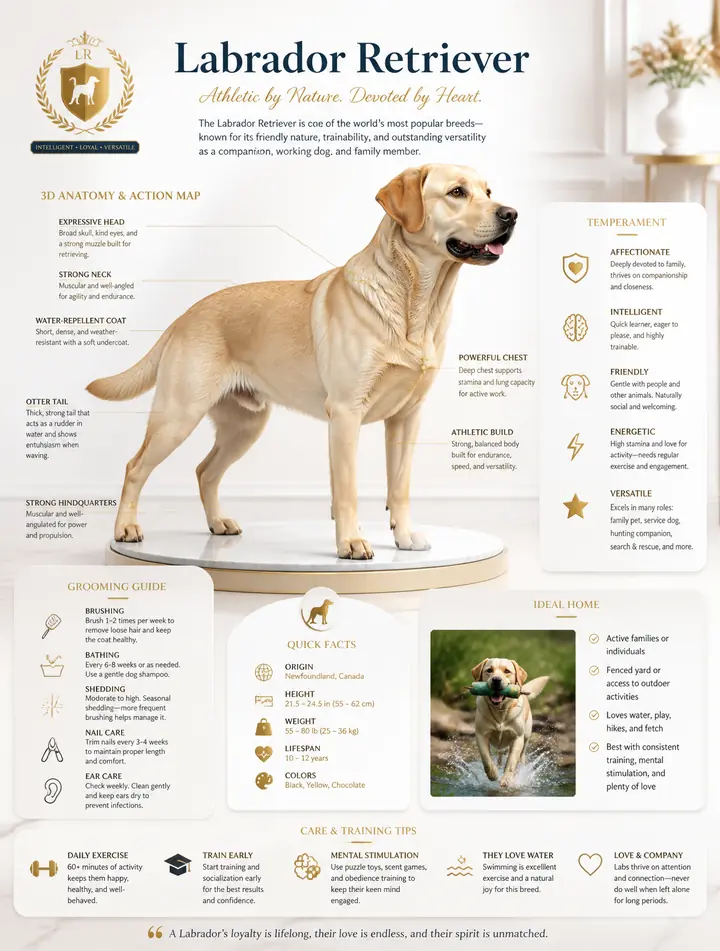 LR
INTELLIGENT • LOYAL • VERSATILE
Labrador Retriever
Athletic by Nature. Devoted by Heart.
The Labrador Retriever is one of the world's most popular breeds—
known for its friendly nature, trainability, and outstanding versatility
as a companion, working dog. and family member.
3D ANATOMY & ACTION MAP
EXPRESSIVE HEAD
Broad skull, kind eyes, and
a strong muzzle built for
retrieving.
STRONG NECK
Muscular and well-angled
for agility and endurance.
WATER-REPELLENT COAT
Short, dense, and weather-
resistant with a soft undercoat.
OTTER TAIL
Thick, strong tail that
acts as a rudder in
water and shows
entuhsiasm when
waving.
STRONG HINDQUARTERS
Muscular and well-
angulated for power
and propulsion.
POWERFUL CHEST
Deep chest supports
stamina and lung capacity
for active work.
ATHLETIC BUILD
Strong, balanced body
built for endurance,
speed, and versatility.
TEMPERAMENT
AFFECTIONATE
Deeply devoted to family,
thrives on companionship
and closeness.
INTELLIGENT
Quick learner, eager to
please, and highly
trainable.
FRIENDLY
Gentle with people and
other animals. Naturally
social and welcoming.
ENERGETIC
High stamina and love for
activity—needs regular
exercise and engagement.
VERSATILE
Excels in many roles:
family pet, service dog,
hunting companion,
search & rescue, and more.
GROOMING GUIDE
BRUSHING
Brush 1–2 times per week to
remove loose hair and keep
the coat healthy.
BATHING
Every 6–8 weeks or as needed.
Use a gentle dog shampoo.
SHEDDING
Moderate to high. Seasonal
shedding—more frequent
brushing helps manage it.
NAIL CARE
Trim nails every 3–4 weeks
to maintain proper length
and comfort.
EAR CARE
Check weekly. Clean gently
and keep ears dry to
prevent infections.
QUICK FACTS
ORIGIN
Newfoundland, Canada
HEIGHT
21.5 – 24.5 in (55 – 62 cm)
WEIGHT
55 – 80 lb (25 – 36 kg)
LIFESPAN
10 – 12 years
COLORS
Black, Yellow, Chocolate
IDEAL HOME
Active families or
individuals
Fenced yard or
access to outdoer
activities
Loves water, play,
hikes, and fetch
Best with consistent
training, mental
stimulation, and
plenty of love
CARE & TRAINING TIPS
DAILY EXERCISE
60+ minutes of activity
keeps them happy,
healthy, and well-
behaved.
TRAIN EARLY
Start training and
socialization early
for the best results
and confidence.
MENTAL STIMULATION
Use puzzle toys, scent games,
and obedience training to
keep their keen mind
engaged.
THEY LOVE WATER
Swimming is excellent
exercise and a natural
joy for this breed.
LOVE & COMPANY
Labs thrive on attention
and connection—never
do well when left alone
for long periods.
“ A Labrador's loyalty is lifelong, their love is endless, and their spirit is unmatched.